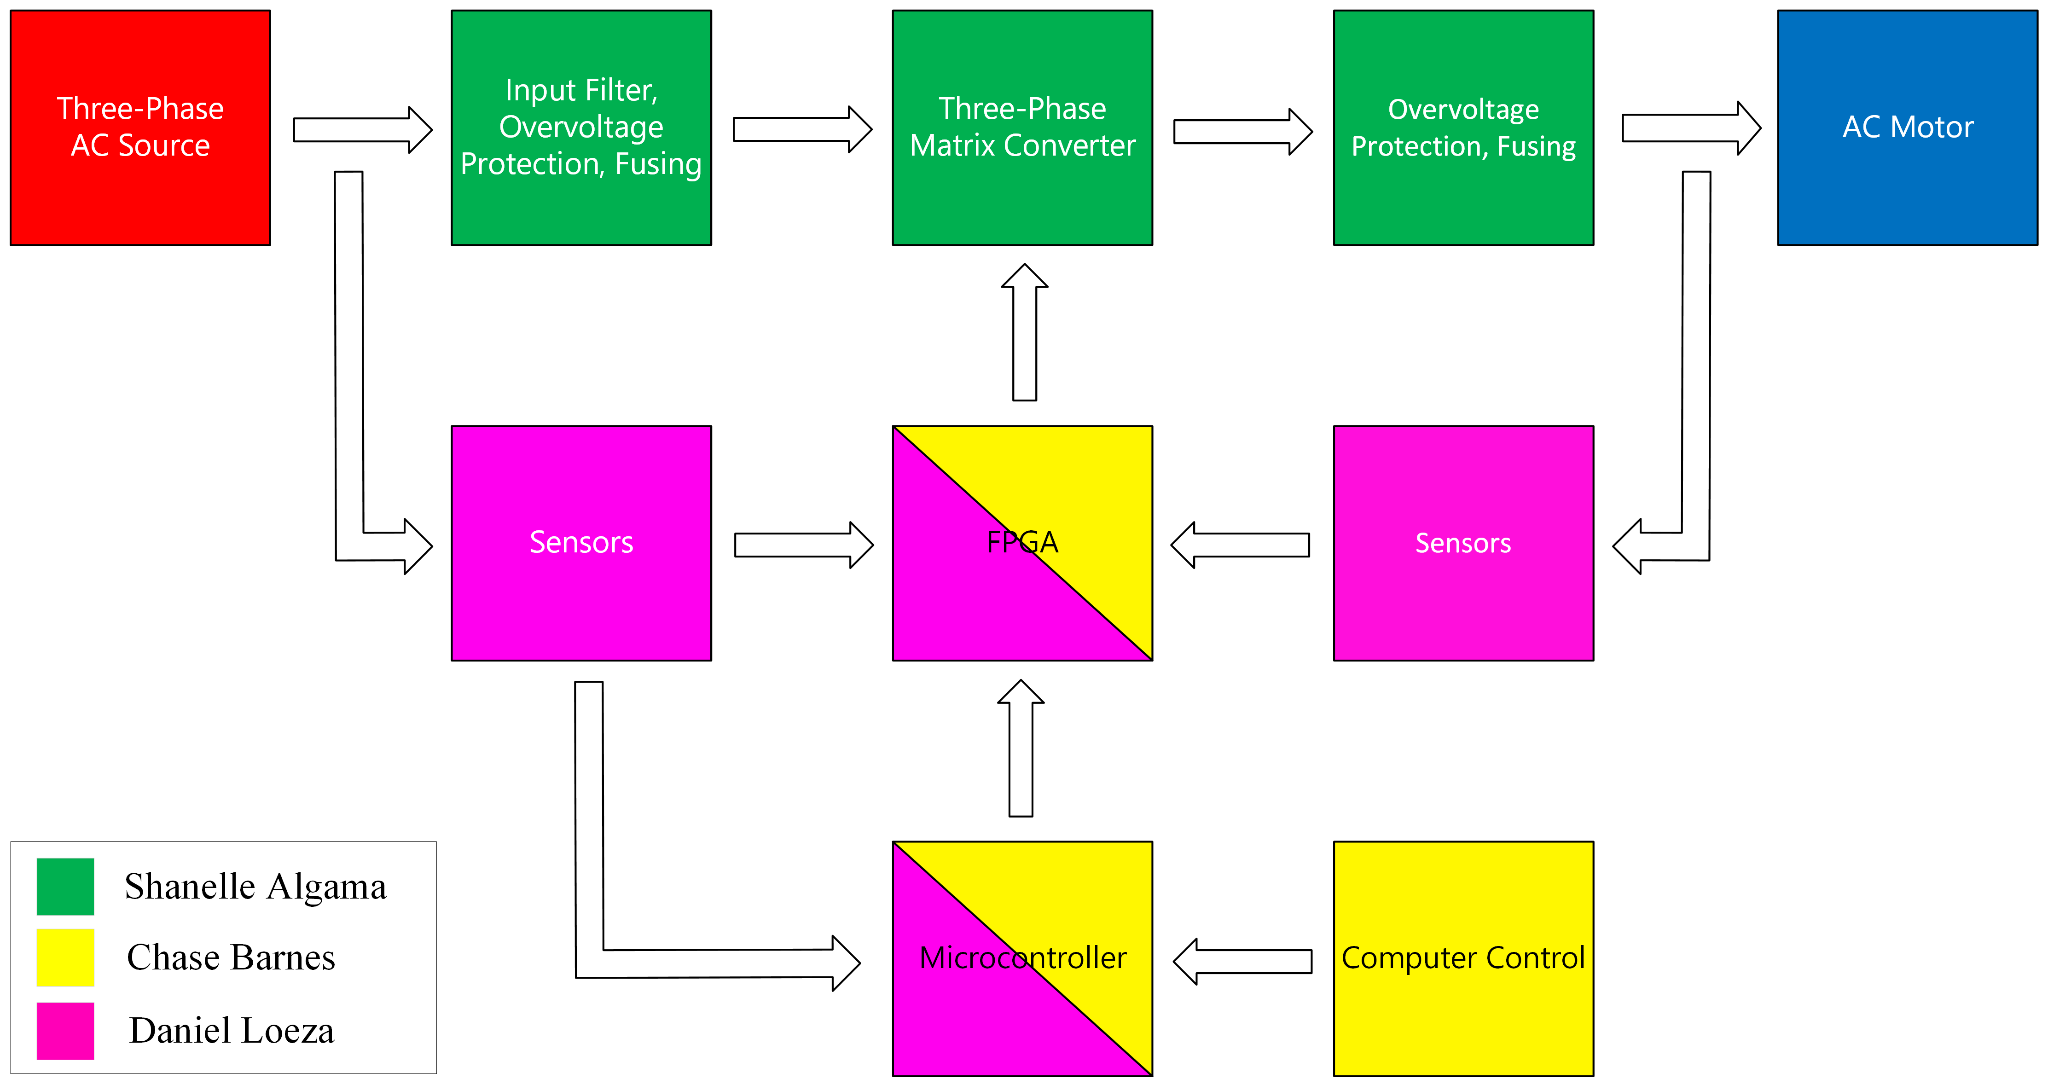 Three-Phase
AC Source
Input Filter,
Overvoltage
Protection, Fusing
Three-Phase
Matrix Converter
Overvoltage
Protection, Fusing
AC Motor
Sensors
FPGA
Sensors
Microcontroller
Computer Control
Shanelle Algama
Chase Barnes
Daniel Loeza